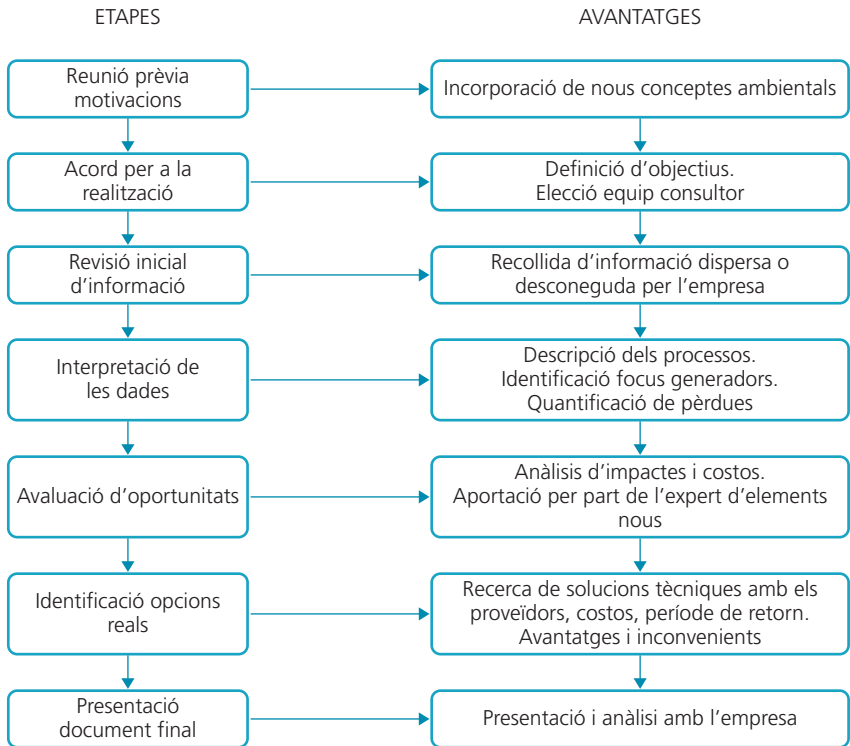 ETAPES
AVANTATGES
Reunió prèvia
motivacions
Incorporació de nous conceptes ambientals
Acord per a la
realització
Definició d’objectius.
Elecció equip consultor
Revisió inicial
d’informació
Recollida d’informació dispersa o
desconeguda per l’empresa
Interpretació de
les dades
Descripció dels processos.
Identificació focus generadors.
Quantificació de pèrdues
Avaluació d’oportunitats
Anàlisis d’impactes i costos.
Aportació per part de l’expert d’elements
nous
Identificació opcions
reals
Recerca de solucions tècniques amb els
proveïdors, costos, període de retorn.
Avantatges i inconvenients
Presentació
document final
Presentació i anàlisi amb l’empresa